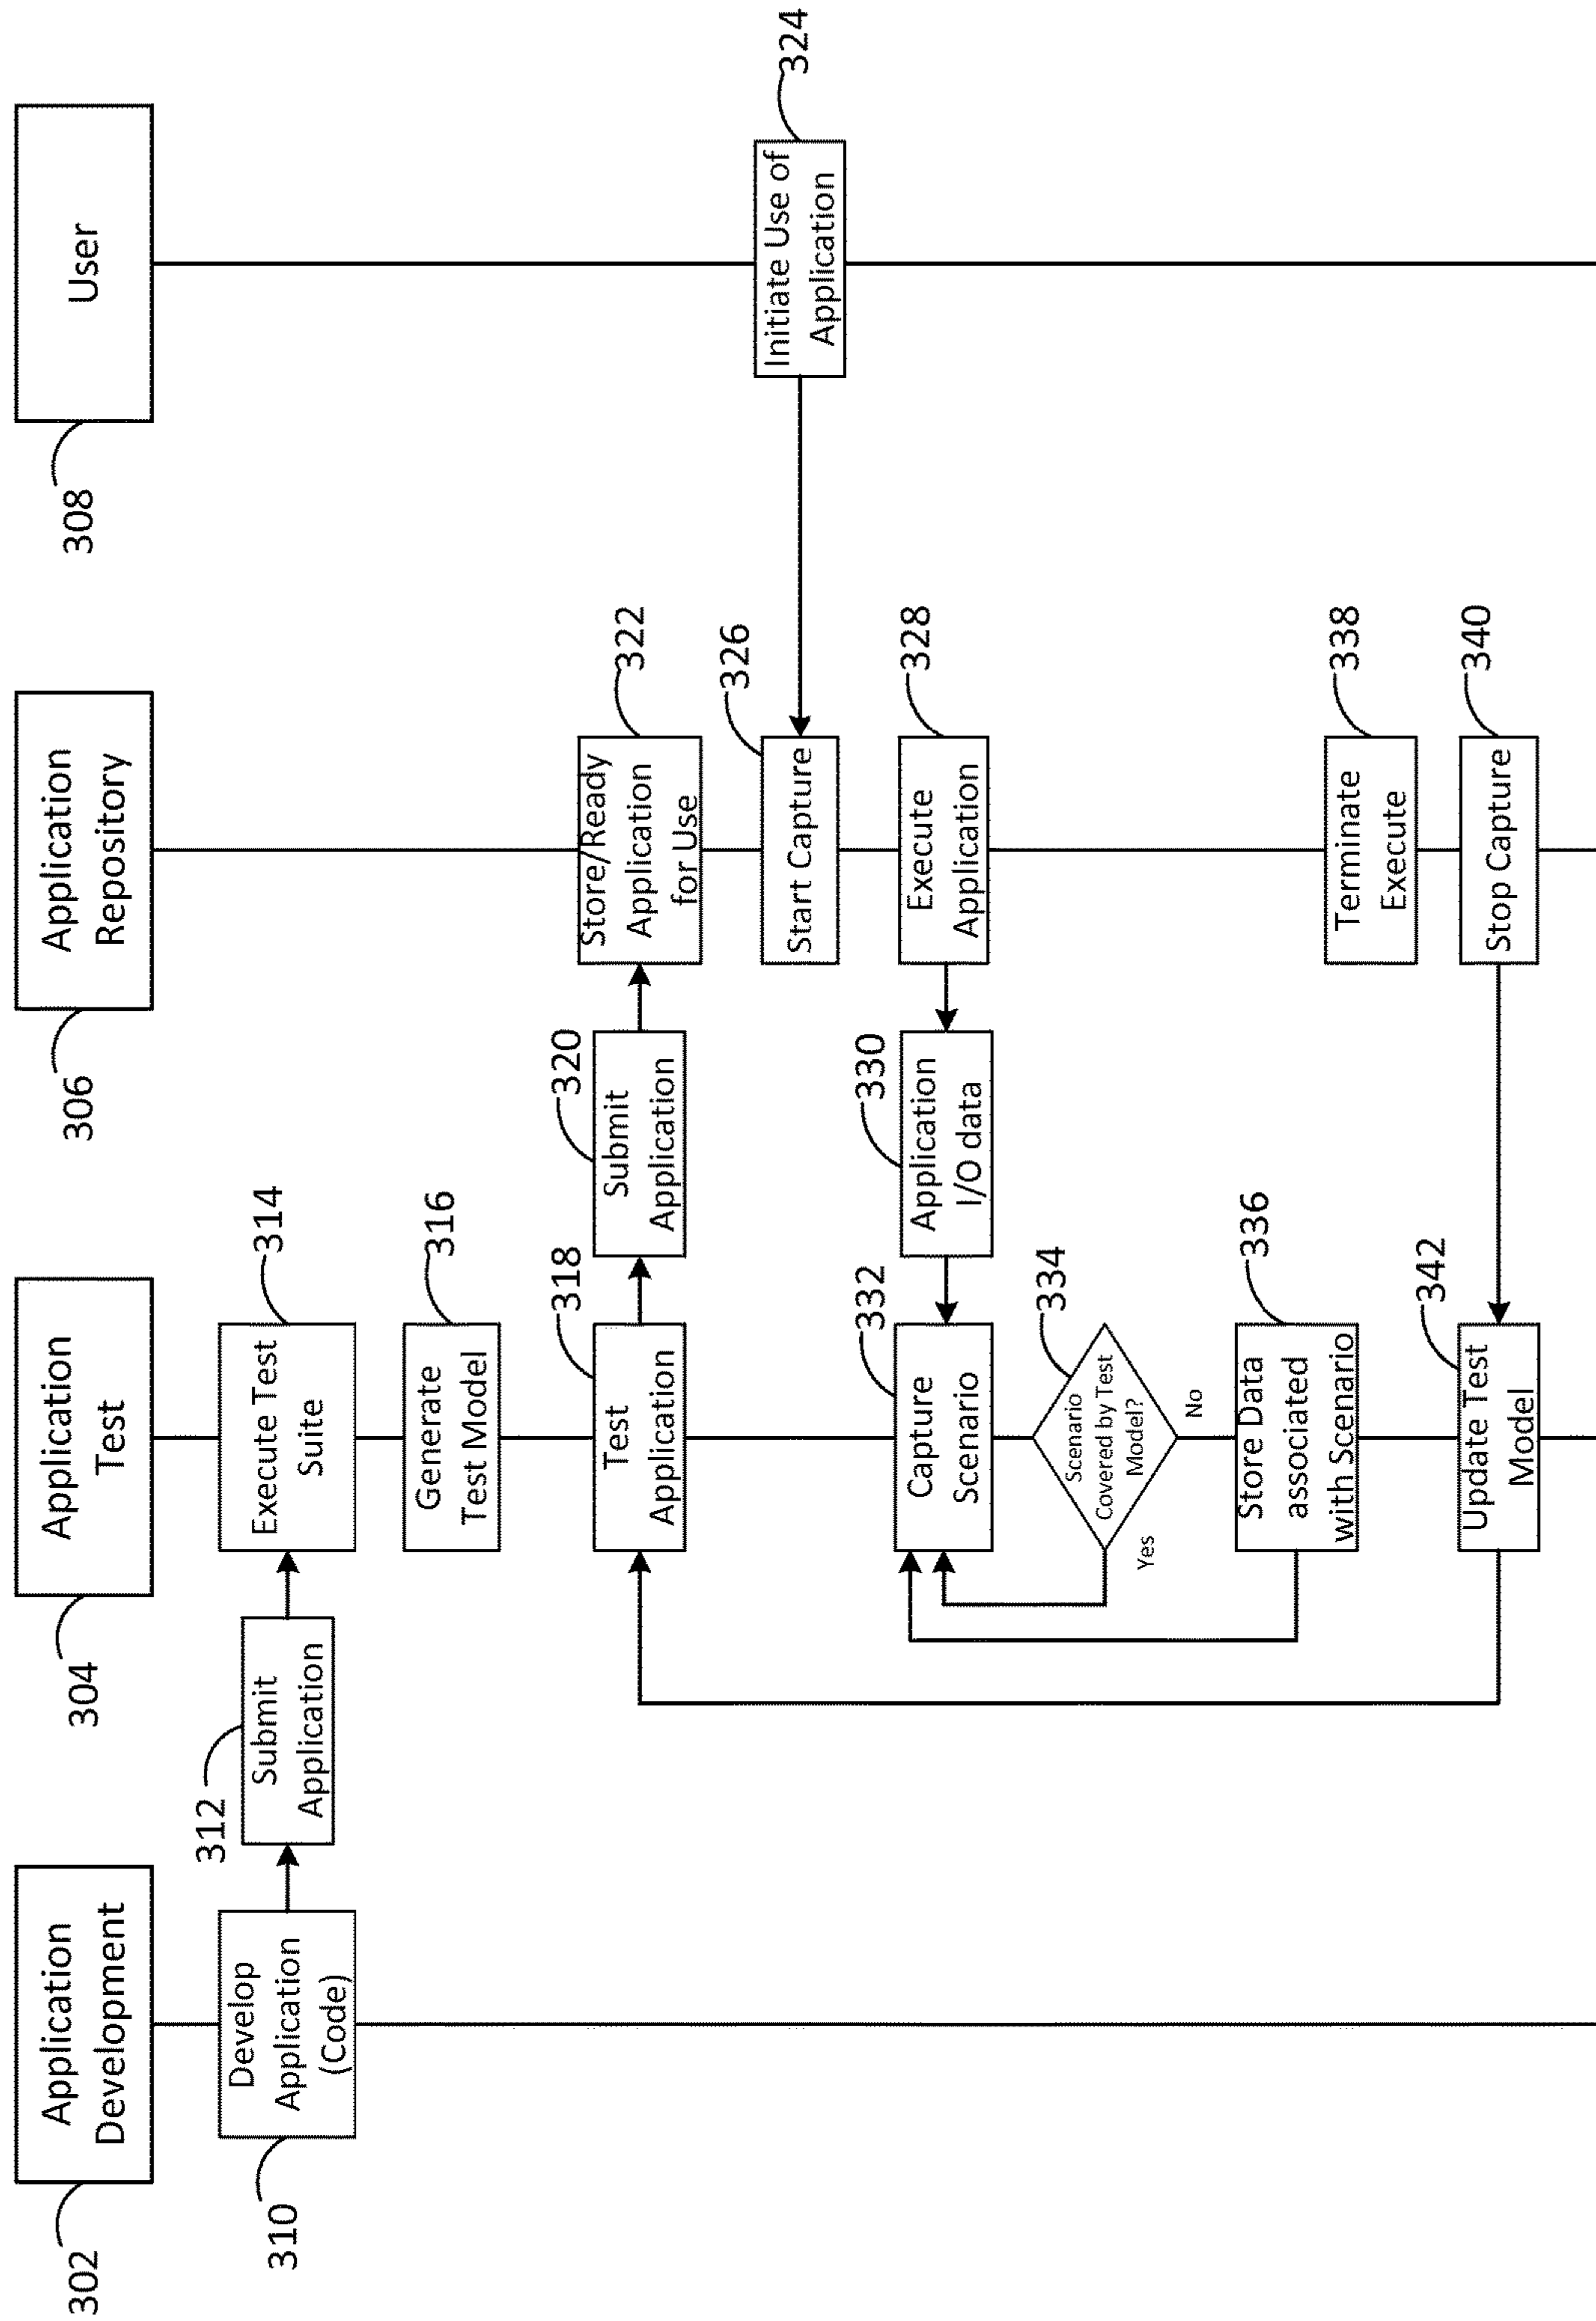 Application
Development
302
Application
Test
304
Application
Repository
306
User
308
Develop
Application
(Code)
310
312
Submit
Application
Execute Test
Suite
314
Generate
Test Model
316
318
Test
Application
320
Submit
Application
Store/Ready
Application
for Use
322
Initiate Use of
Application
324
326
Start Capture
Execute
Application
328
330
Application
I/O data
332
Capture
Scenario
334
Scenario
Covered by Test
Model?
Yes
No
Store Data
associated
with Scenario
336
Terminate
Execute
338
Stop Capture
340
342
Update Test
Model